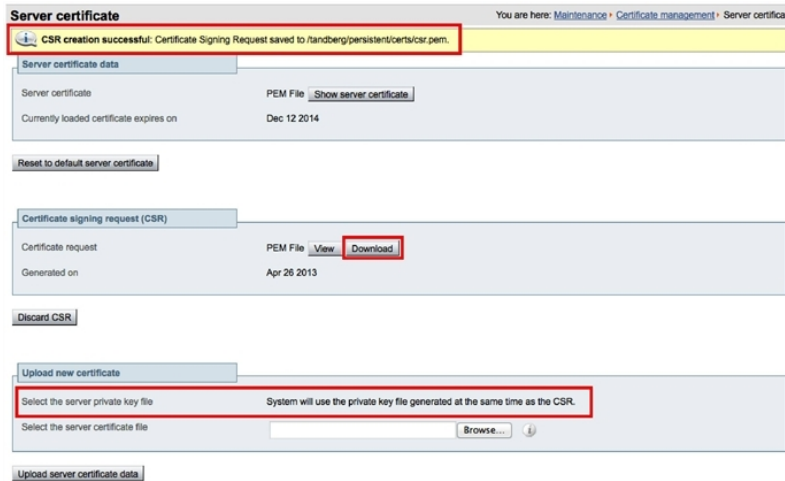 Server certificate
You are here: Maintenance › Certificate management › Server certifica
CSR creation successful: Certificate Signing Request saved to /tandberg/persistent/certs/csr.pem.
Server certificate data
Server certificate PEM File Show server certificate
Currently loaded certificate expires on Dec 12 2014
Reset to default server certificate
Certificate signing request (CSR)
Certificate request PEM File View Download
Generated on Apr 26 2013
Discard CSR
Upload new certificate
Select the server private key file System will use the private key file generated at the same time as the CSR.
Select the server certificate file Browse... i
Upload server certificate data